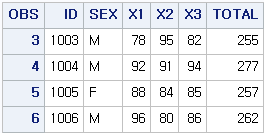 OBS ID SEX X1 X2 X3 TOTAL
3 1003 M 78 95 82 255
4 1004 M 92 91 94 277
5 1005 F 88 84 85 257
6 1006 M 96 80 86 262